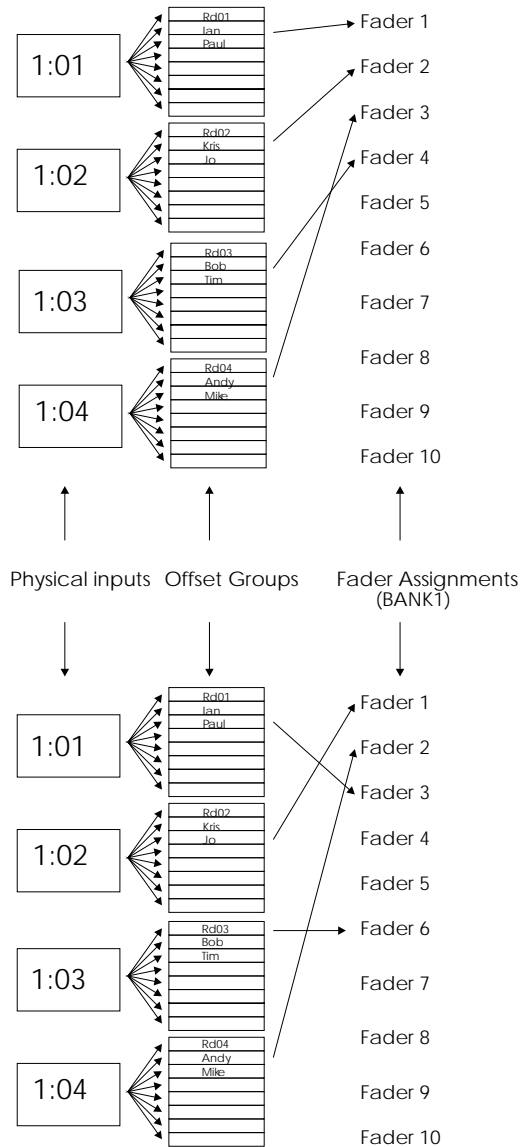 1:01
Rd01
Ian
Paul
1:02
Rd02
Kris
Jo
1:03
Rd03
Bob
Tim
1:04
Rd04
Andy
Mike
Fader 1
Fader 2
Fader 3
Fader 4
Fader 5
Fader 6
Fader 7
Fader 8
Fader 9
Fader 10
Physical inputs
Offset Groups
Fader Assignments
(BANK1)
1:01
Rd01
Ian
Paul
1:02
Rd02
Kris
Jo
1:03
Rd03
Bob
Tim
1:04
Rd04
Andy
Mike
Fader 1
Fader 2
Fader 3
Fader 4
Fader 5
Fader 6
Fader 7
Fader 8
Fader 9
Fader 10